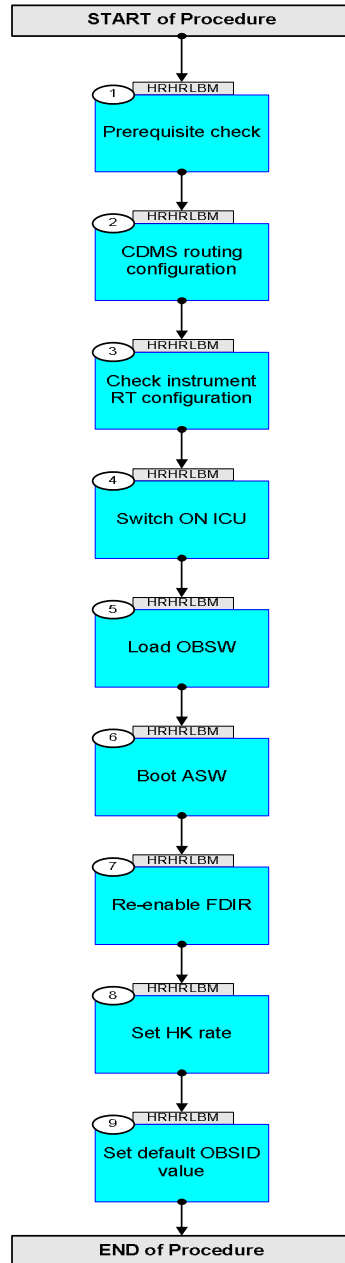 START of Procedure
HRHRLBM
1
Prerequisite check
HRHRLBM
2
CDMS routing
configuration
HRHRLBM
3
Check instrument
RT configuration
HRHRLBM
4
Switch ON ICU
HRHRLBM
5
Load OBSW
HRHRLBM
6
Boot ASW
HRHRLBM
7
Re-enable FDIR
HRHRLBM
8
Set HK rate
HRHRLBM
9
Set default OBSID
value
END of Procedure